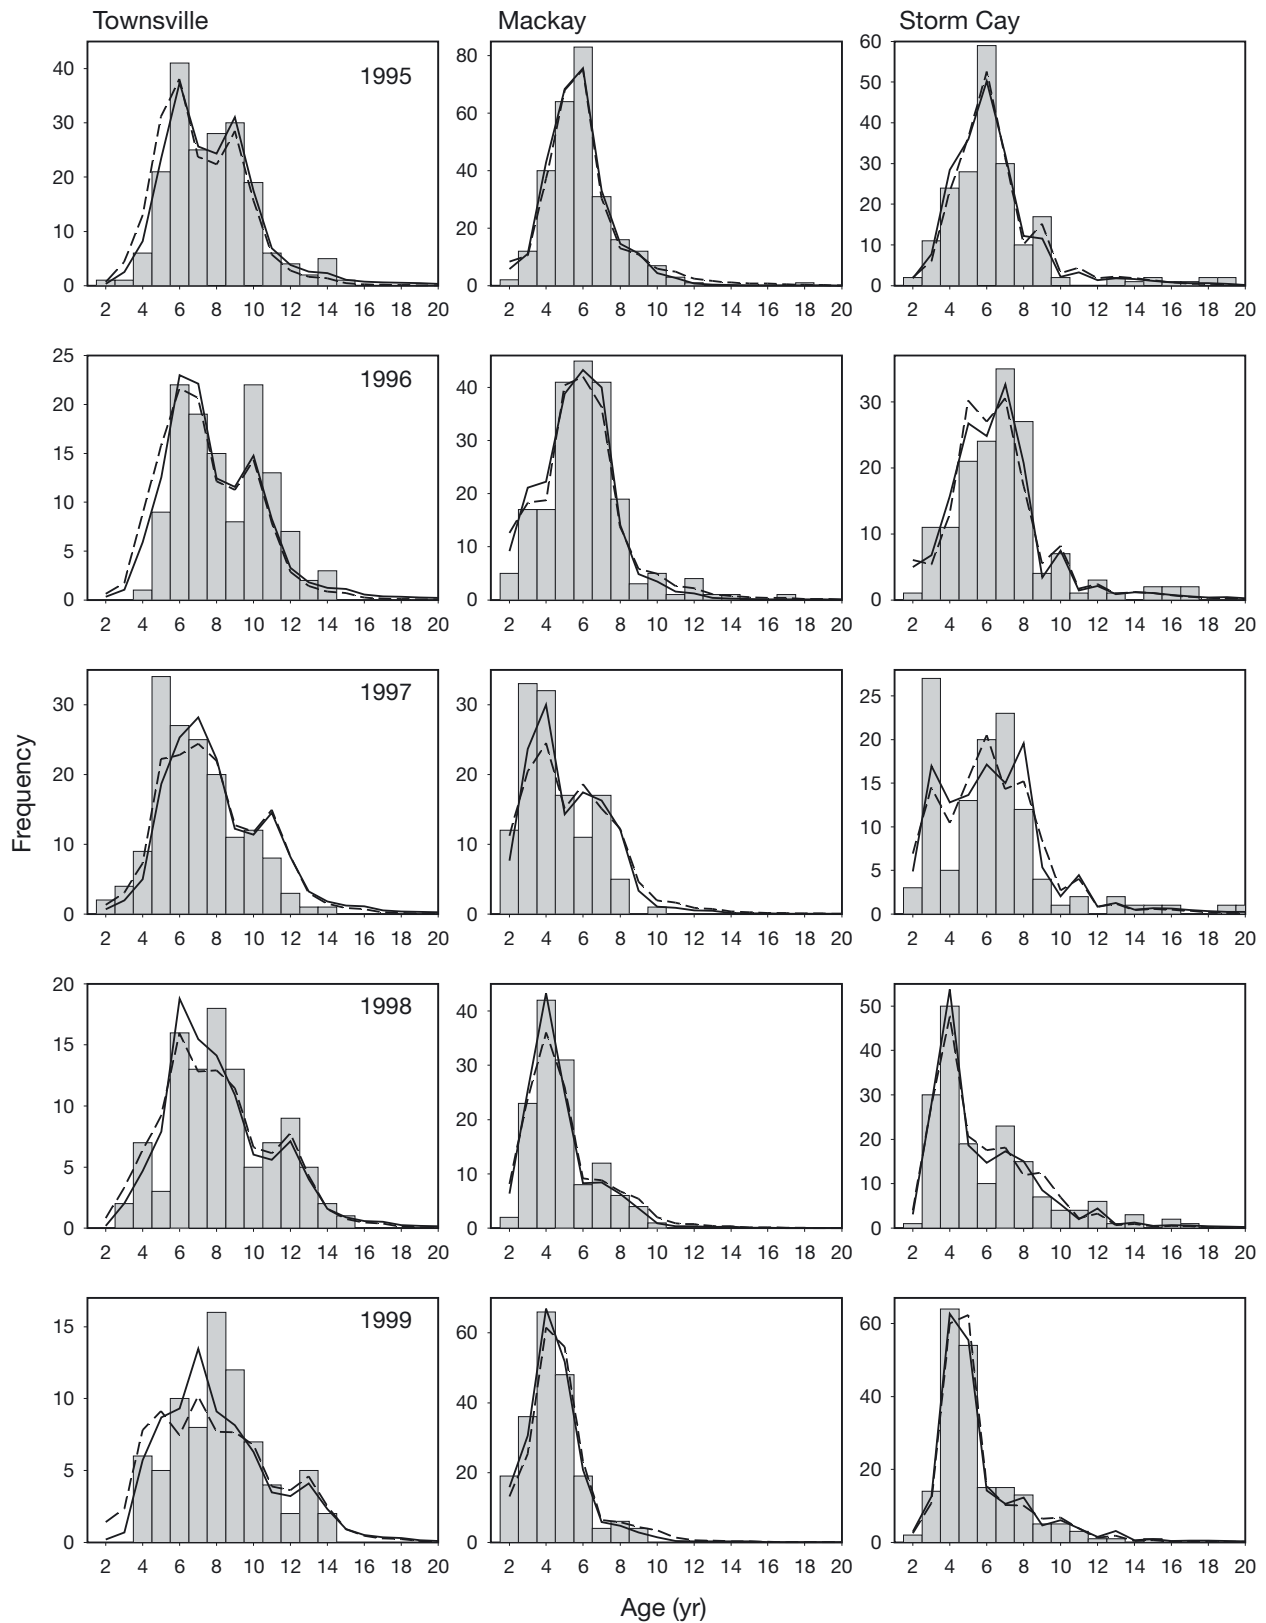 Townsville Mackay Storm Cay
1995
40 30 20 10 0
80 60 40 20 0
60 50 40 30 20 10 0
2 4 6 8 10 12 14 16 18 20 2 4 6 8 10 12 14 16 18 20 2 4 6 8 10 12 14 16 18 20
1996
25 20 15 10 5 0
40 30 20 10 0
30 20 10 0
2 4 6 8 10 12 14 16 18 20 2 4 6 8 10 12 14 16 18 20 2 4 6 8 10 12 14 16 18 20
Frequency
1997
30 20 10 0
30 20 10 0
25 20 15 10 5 0
2 4 6 8 10 12 14 16 18 20 2 4 6 8 10 12 14 16 18 20 2 4 6 8 10 12 14 16 18 20
1998
20 15 10 5 0
40 30 20 10 0
50 40 30 20 10 0
2 4 6 8 10 12 14 16 18 20 2 4 6 8 10 12 14 16 18 20 2 4 6 8 10 12 14 16 18 20
1999
15 10 5 0
60 40 20 0
60 40 20 0
2 4 6 8 10 12 14 16 18 20 2 4 6 8 10 12 14 16 18 20 2 4 6 8 10 12 14 16 18 20
Age (yr)